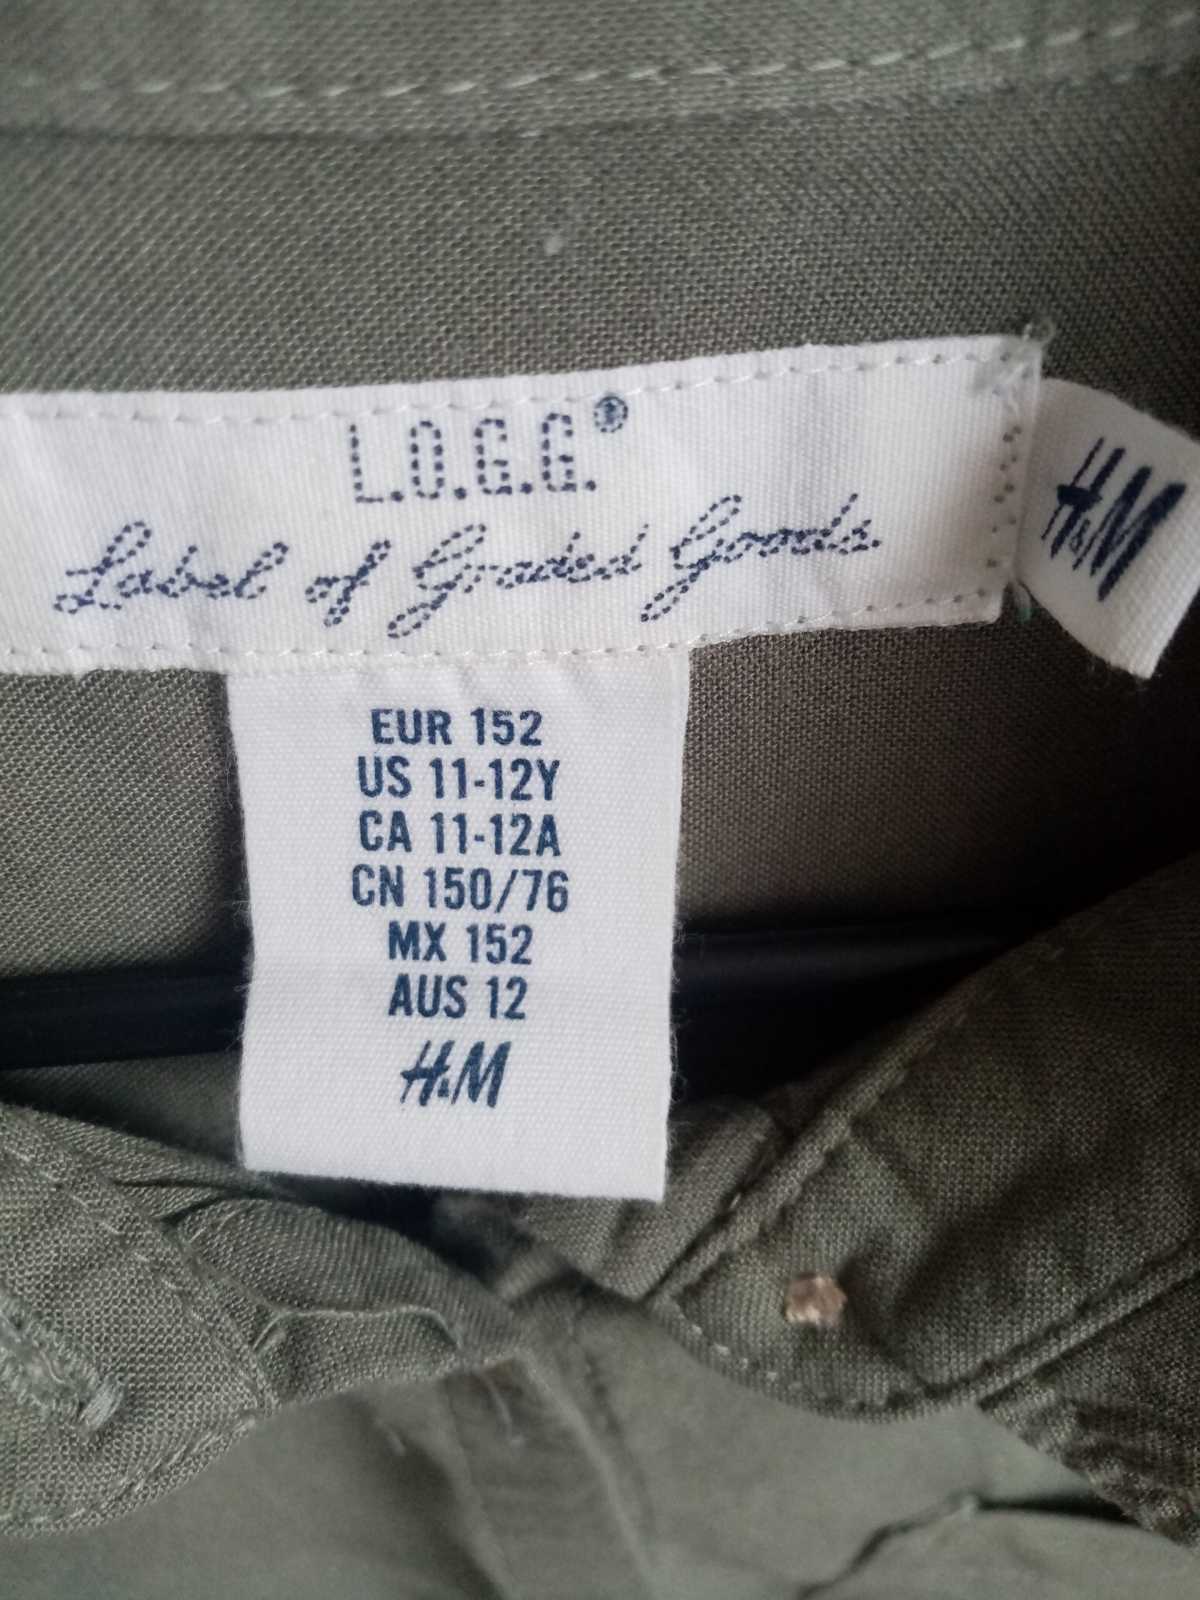 L.O.G.G.®
Label of Graded Goods.
H&M
EUR 152
US 11-12Y
CA 11-12A
CN 150/76
MX 152
AUS 12
H&M